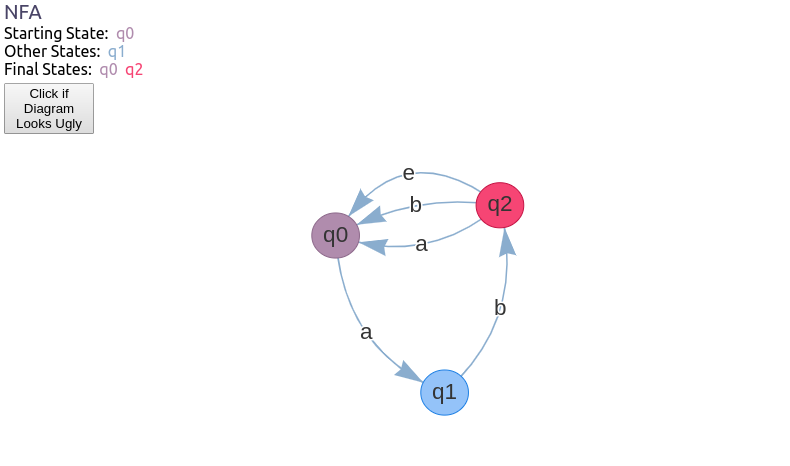 NFA
Starting State: q0
Other States: q1
Final States: q0 q2
Click if
Diagram
Looks Ugly
e
b
q2
q0
a
b
a
q1